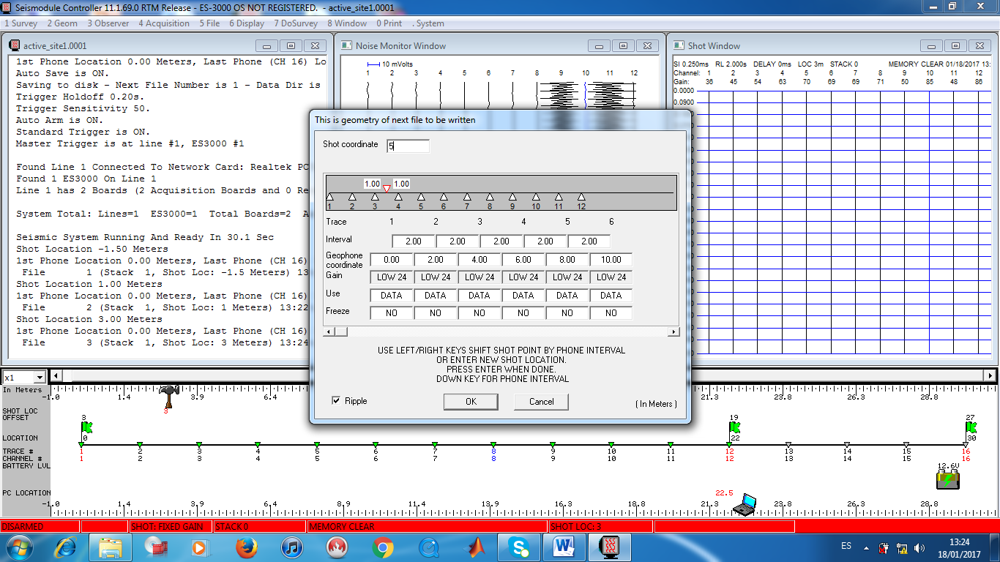 Seismodule Controller 11.1.69.0 RTM Release - ES-3000 OS NOT REGISTERED. - active_site1.0001
1 Survey 2 Geom 3 Observer 4 Acquisition 5 File 6 Display 7 DoSurvey 8 Window 0 Print . System
active_site1.0001
1st Phone Location 0.00 Meters, Last Phone (CH 16) Lo
Auto Save is ON.
Saving to disk - Next File Number is 1 - Data Dir is
Trigger Holdoff 0.20s.
Trigger Sensitivity 50.
Auto Arm is ON.
Standard Trigger is ON.
Master Trigger is at line #1, ES3000 #1
Found Line 1 Connected To Network Card: Realtek PC
Found 1 ES3000 On Line 1
Line 1 has 2 Boards (2 Acquisition Boards and 0 Re
System Total: Lines=1 ES3000=1 Total Boards=2 A
Seismic System Running And Ready In 30.1 Sec
Shot Location -1.50 Meters
1st Phone Location 0.00 Meters, Last Phone (CH 16)
File 1 (Stack 1, Shot Loc: -1.5 Meters) 13
Shot Location 1.00 Meters
1st Phone Location 0.00 Meters, Last Phone (CH 16)
File 2 (Stack 1, Shot Loc: 1 Meters) 13:22
Shot Location 3.00 Meters
1st Phone Location 0.00 Meters, Last Phone (CH 16)
File 3 (Stack 1, Shot Loc: 3 Meters) 13:24
Noise Monitor Window
10 mVolts
1 2 3 4 5 6 7 8 9 10 11 12
Shot Window
SI 0.250ms RL 2.000s DELAY 0ms LOC 3m STACK 0 MEMORY CLEAR 01/18/2017 13:
Channel: 1 2 3 4 5 6 7 8 9 10 11 12
Gain: 36 45 54 63 70 69 69 71 50 85 48 86
0.0000
0.0900
This is geometry of next file to be written
Shot coordinate 5
1.00 1.00
1 2 3 4 5 6 7 8 9 10 11 12
Trace 1 2 3 4 5 6
Interval 2.00 2.00 2.00 2.00 2.00
Geophone coordinate 0.00 2.00 4.00 6.00 8.00 10.00
Gain LOW 24 LOW 24 LOW 24 LOW 24 LOW 24 LOW 24
Use DATA DATA DATA DATA DATA DATA
Freeze NO NO NO NO NO NO
USE LEFT/RIGHT KEYS SHIFT SHOT POINT BY PHONE INTERVAL
OR ENTER NEW SHOT LOCATION.
PRESS ENTER WHEN DONE.
DOWN KEY FOR PHONE INTERVAL
Ripple OK Cancel ( In Meters )
x1
In Meters
-1.0 1.4 3.9 6.4 21.3 23.8 26.3 28.8
SHOT LOC 3
OFFSET 3 19 27
LOCATION 0 22 30
TRACE # 1 2 3 4 5 6 7 8 9 10 11 12 13 14 15 16
CHANNEL # 1 2 3 4 5 6 7 8 9 10 11 12 13 14 15 16
BATTERY LVL 12.6V
PC LOCATION 22.5
-1.0 1.4 3.9 6.4 8.9 11.4 13.9 16.3 18.8 21.3 23.8 26.3 28.8
DISARMED SHOT: FIXED GAIN STACK 0 MEMORY CLEAR SHOT LOC: 3
ES 13:24
18/01/2017